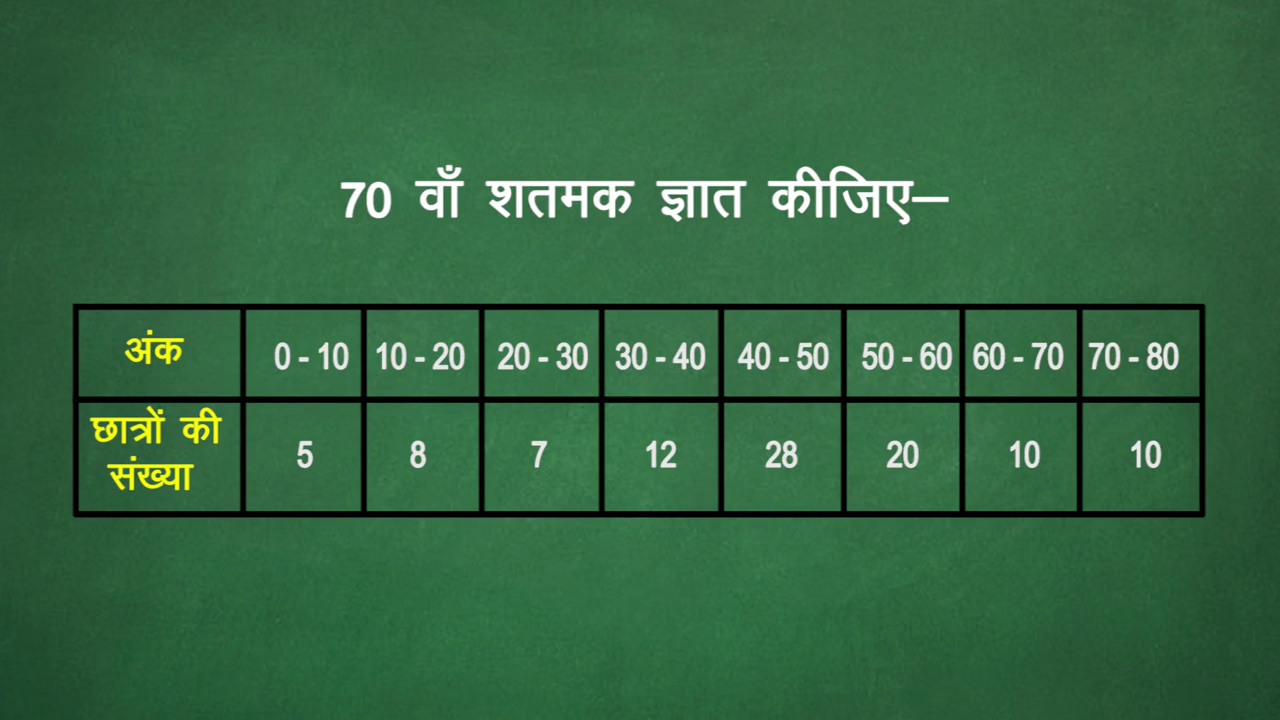 70 वाँ शतमक ज्ञात कीजिए–
अंक 0 - 10 10 - 20 20 - 30 30 - 40 40 - 50 50 - 60 60 - 70 70 - 80
छात्रों की
संख्या 5 8 7 12 28 20 10 10